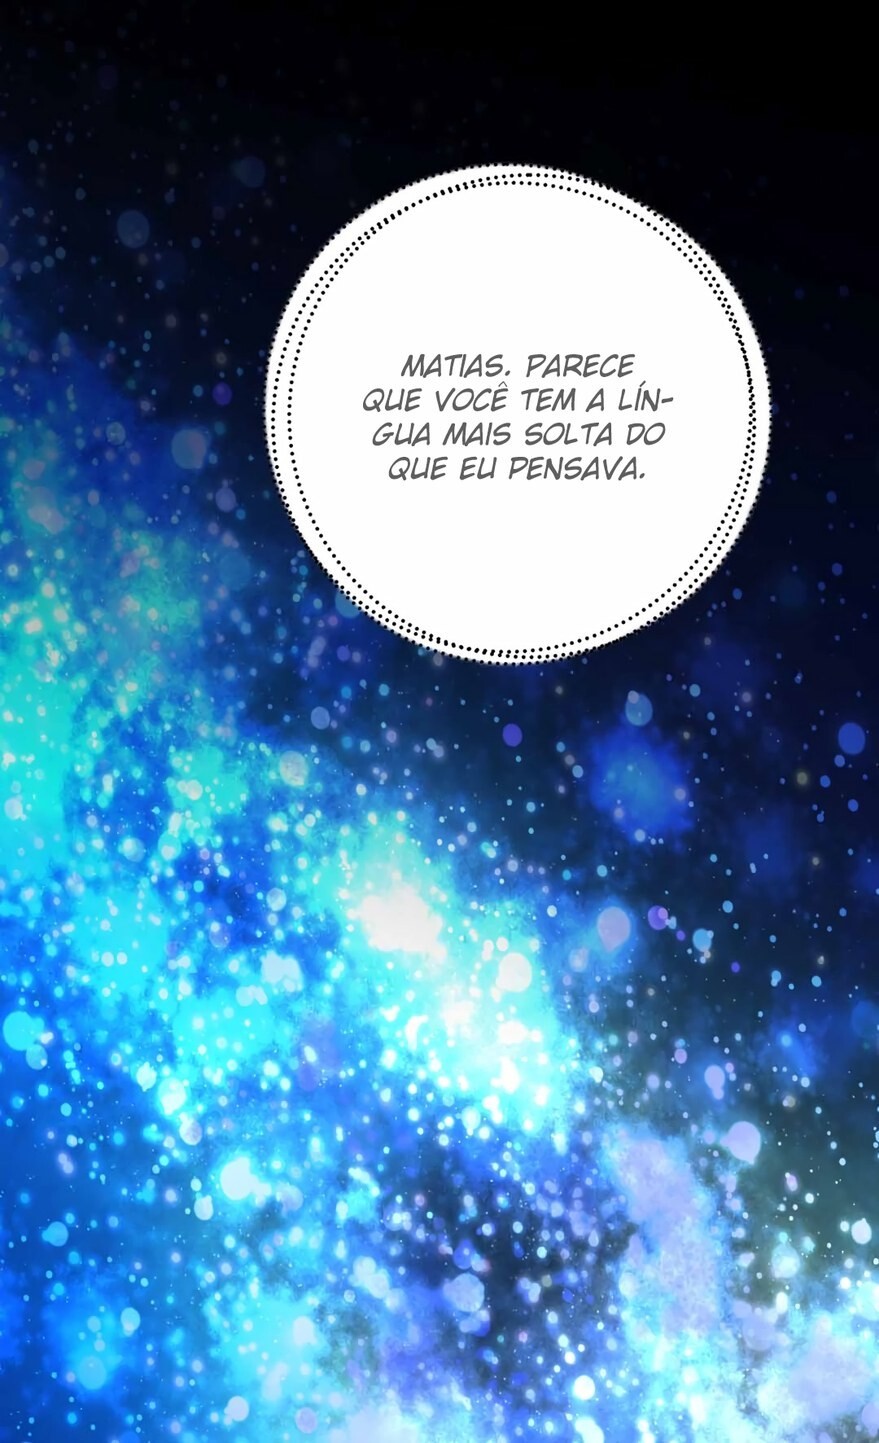 MATIAS. PARECE
QUE VOCÊ TEM A LÍN-
GUA MAIS SOLTA DO
QUE EU PENSAVA.